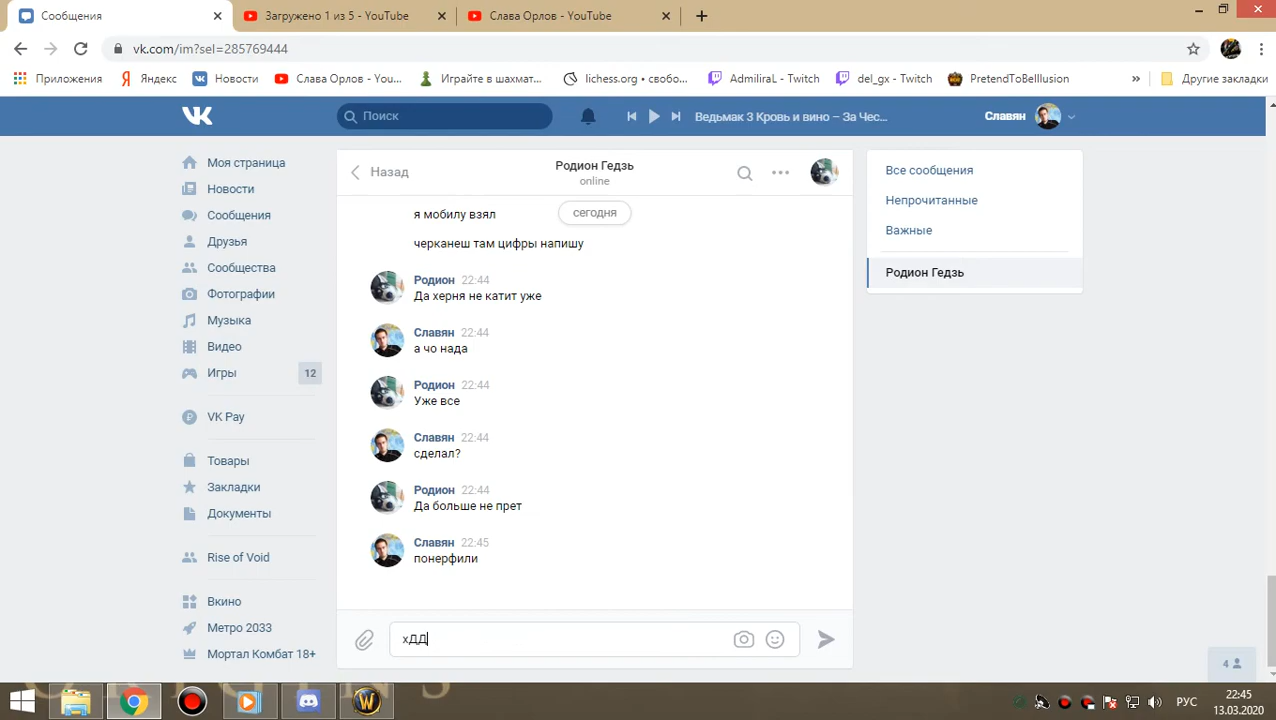 Сообщения
Загружено 1 из 5 - YouTube
Слава Орлов - YouTube
vk.com/im?sel=285769444
Приложения
Яндекс
Новости
Слава Орлов - You...
Играйте в шахмат...
lichess.org • свобо...
AdmiriraL - Twitch
del_gx - Twitch
PretendToBeIllusion
»
Другие закладки
Поиск
Ведьмак 3 Кровь и вино – За Чес...
Славян
Моя страница
Новости
Сообщения
Друзья
Сообщества
Фотографии
Музыка
Видео
Игры 12
VK Pay
Товары
Закладки
Документы
Rise of Void
Вкино
Метро 2033
Мортал Комбат 18+
Назад
Родион Гедзь
online
я мобилу взял
сегодня
черканеш там цифры напишу
Родион 22:44
Да херня не катит уже
Славян 22:44
а чо нада
Родион 22:44
Уже все
Славян 22:44
сделал?
Родион 22:44
Да больше не прет
Славян 22:45
понерфили
хДД
Все сообщения
Непрочитанные
Важные
Родион Гедзь
4
РУС
22:45
13.03.2020